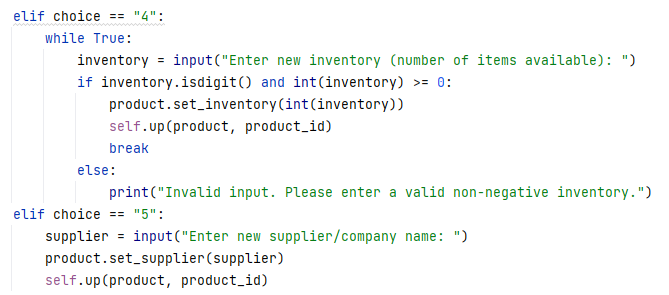 elif choice == "4":
    while True:
        inventory = input("Enter new inventory (number of items available): ")
        if inventory.isdigit() and int(inventory) >= 0:
            product.set_inventory(int(inventory))
            self.up(product, product_id)
            break
        else:
            print("Invalid input. Please enter a valid non-negative inventory.")
elif choice == "5":
    supplier = input("Enter new supplier/company name: ")
    product.set_supplier(supplier)
    self.up(product, product_id)